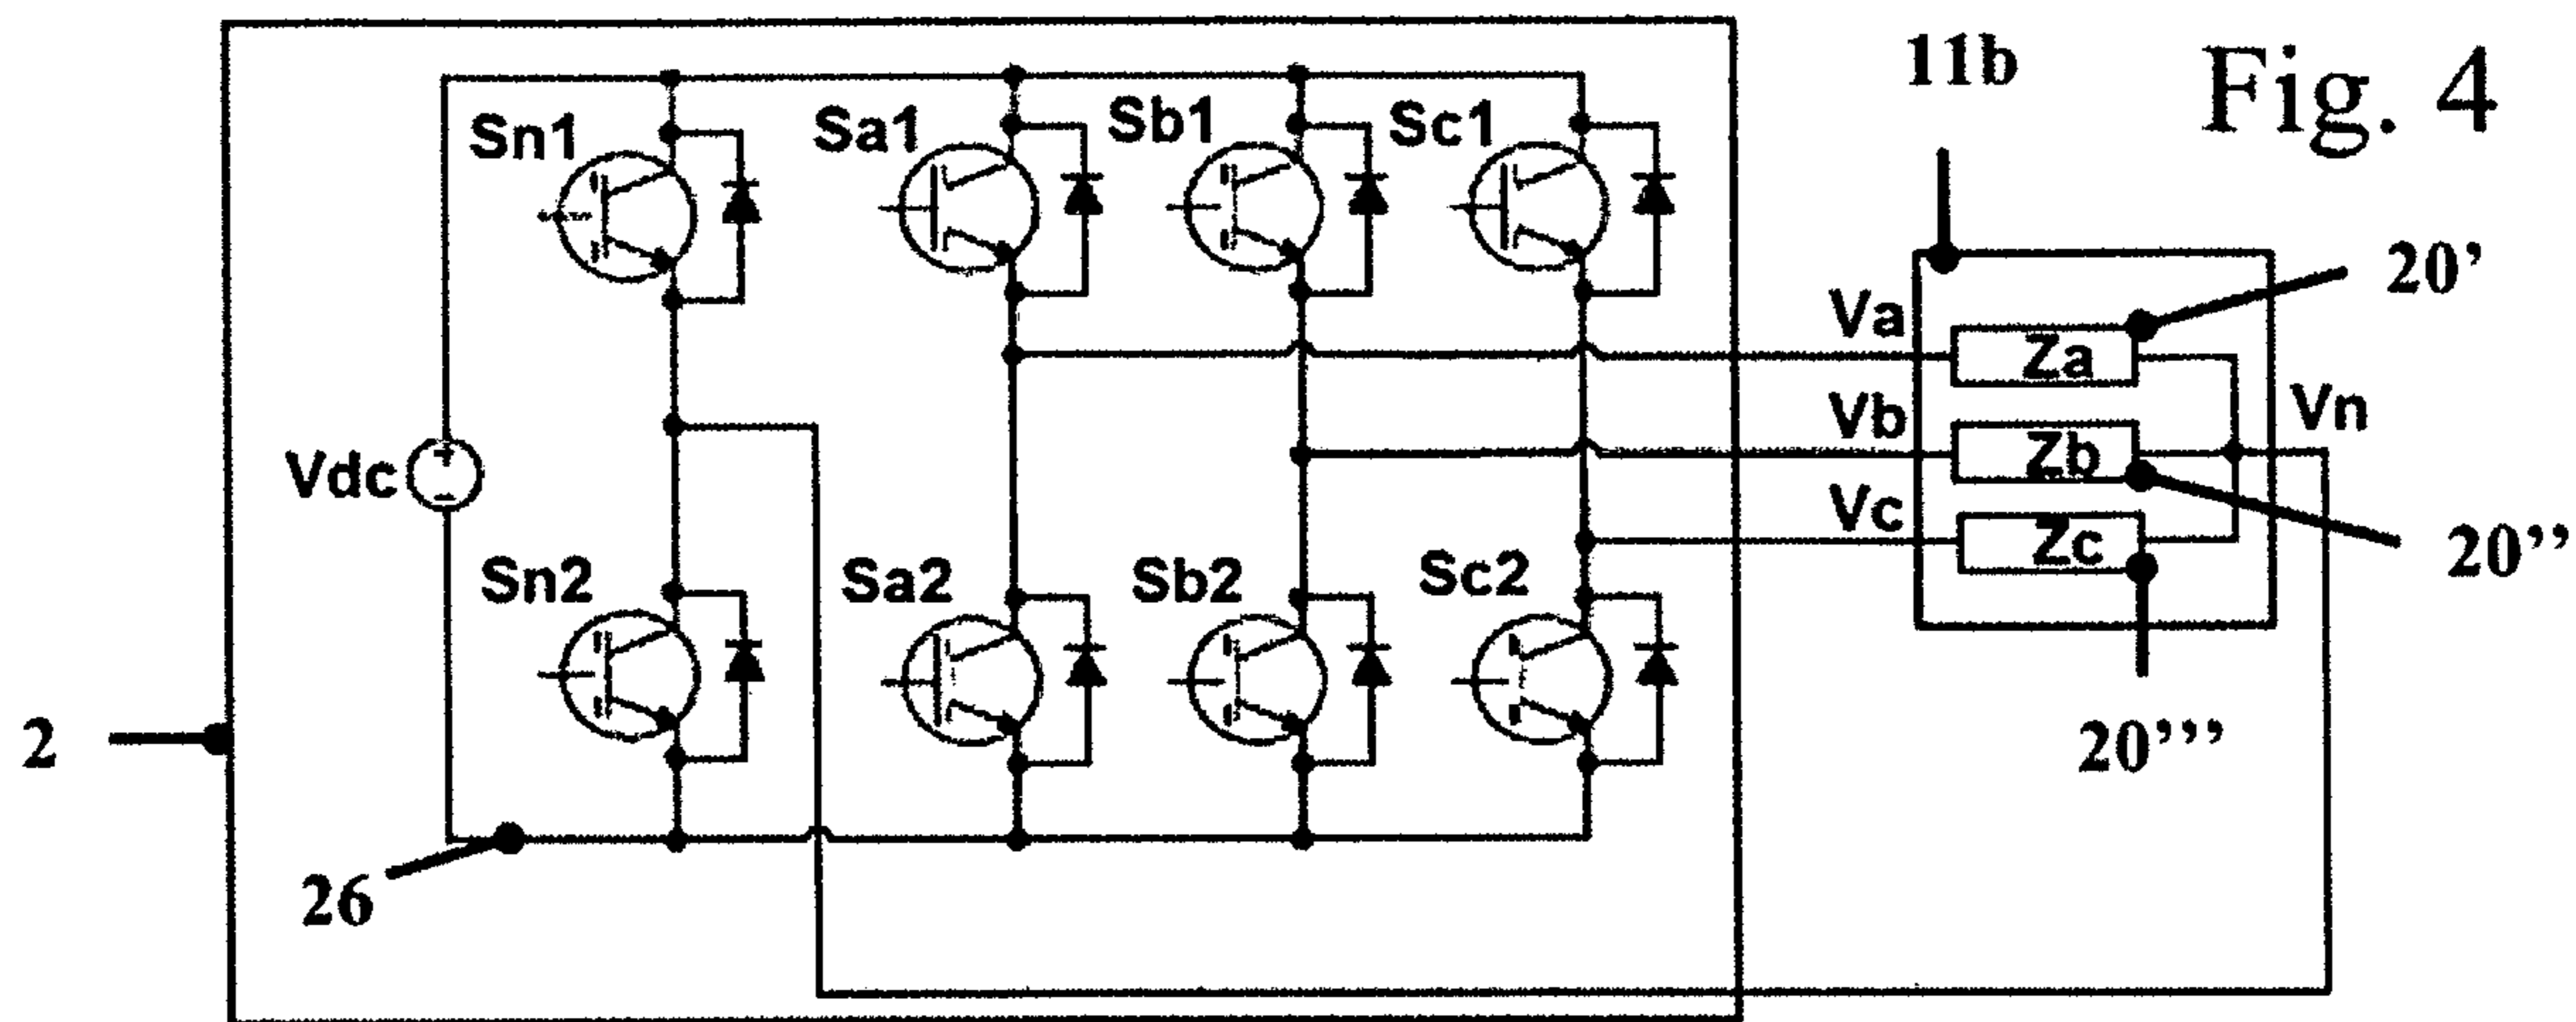 Fig. 4
11b
Sn1
Sa1
Sb1
Sc1
20’
Va
Za
Vn
Vb
Zb
Vdc
Vc
Zc
20’’
Sn2
Sa2
Sb2
Sc2
2
20’’’
26